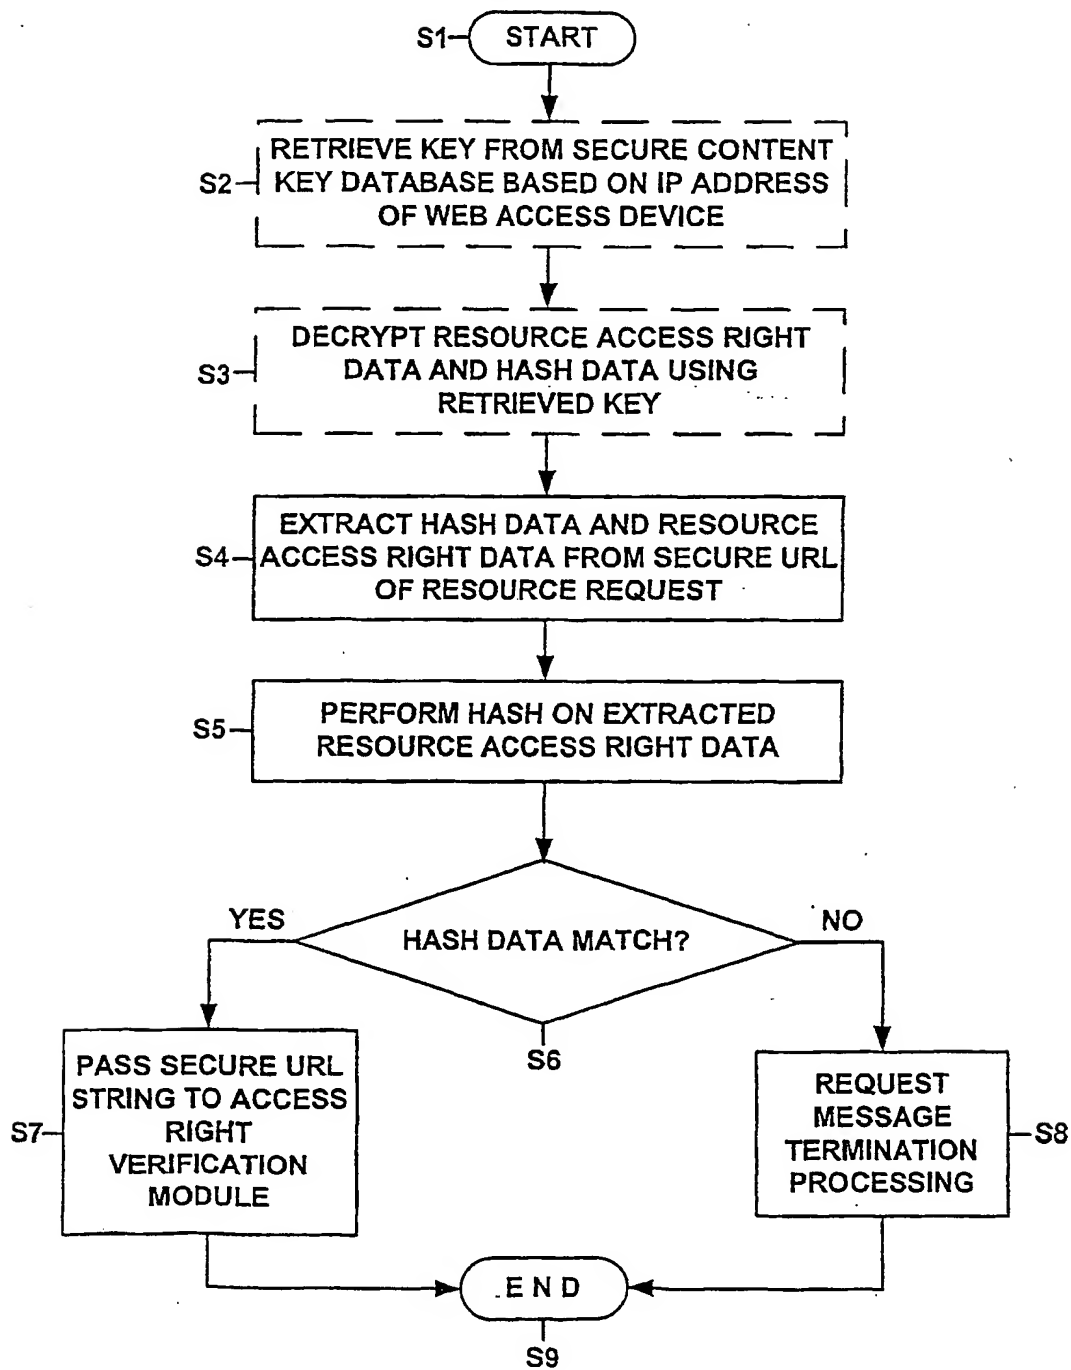 S1
START
RETRIEVE KEY FROM SECURE CONTENT
S2
KEY DATABASE BASED ON IP ADDRESS
OF WEB ACCESS DEVICE
DECRYPT RESOURCE ACCESS RIGHT
S3
DATA AND HASH DATA USING
RETRIEVED KEY
EXTRACT HASH DATA AND RESOURCE
S4
ACCESS RIGHT DATA FROM SECURE URL
OF RESOURCE REQUEST
S5
PERFORM HASH ON EXTRACTED
RESOURCE ACCESS RIGHT DATA
YES
NO
HASH DATA MATCH?
S6
PASS SECURE URL
STRING TO ACCESS
RIGHT
VERIFICATION
MODULE
S7
REQUEST
MESSAGE
TERMINATION
PROCESSING
S8
E N D
S9